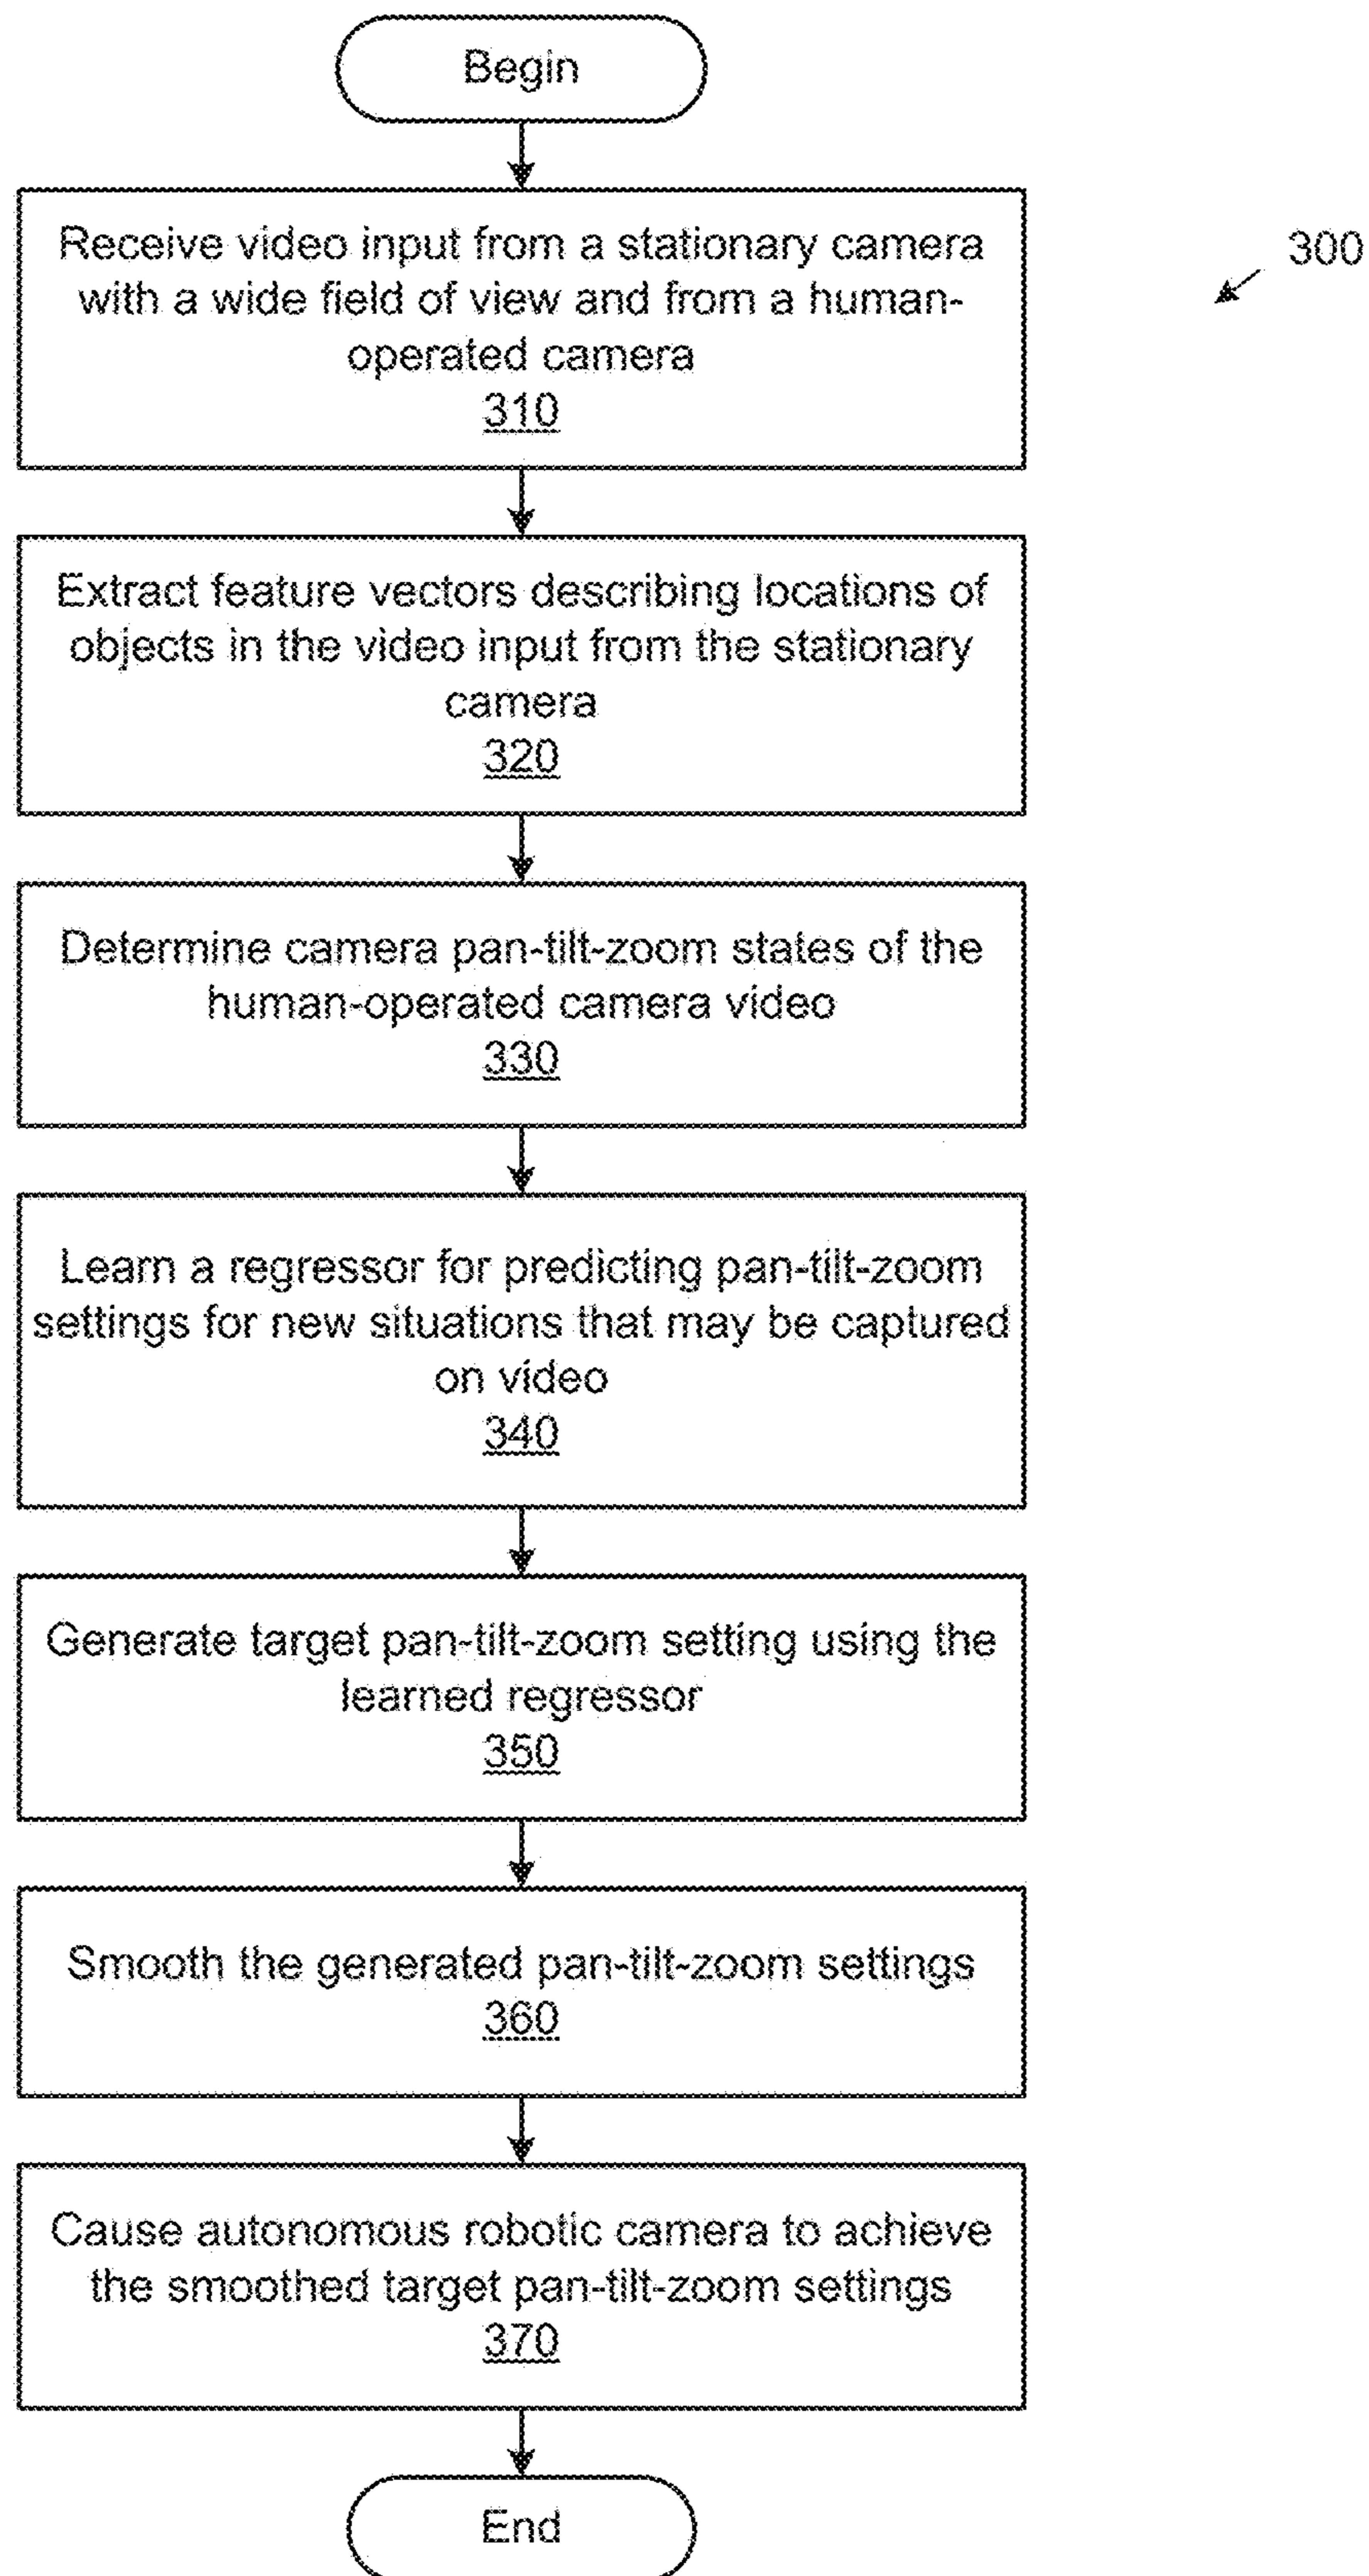 Begin
300
Receive video input from a stationary camera
with a wide field of view and from a human-
operated camera
310
Extract feature vectors describing locations of
objects in the video input from the stationary
camera
320
Determine camera pan-tilt-zoom states of the
human-operated camera video
330
Learn a regressor for predicting pan-tilt-zoom
settings for new situations that may be captured
on video
340
Generate target pan-tilt-zoom setting using the
learned regressor
350
Smooth the generated pan-tilt-zoom settings
360
Cause autonomous robotic camera to achieve
the smoothed target pan-tilt-zoom settings
370
End